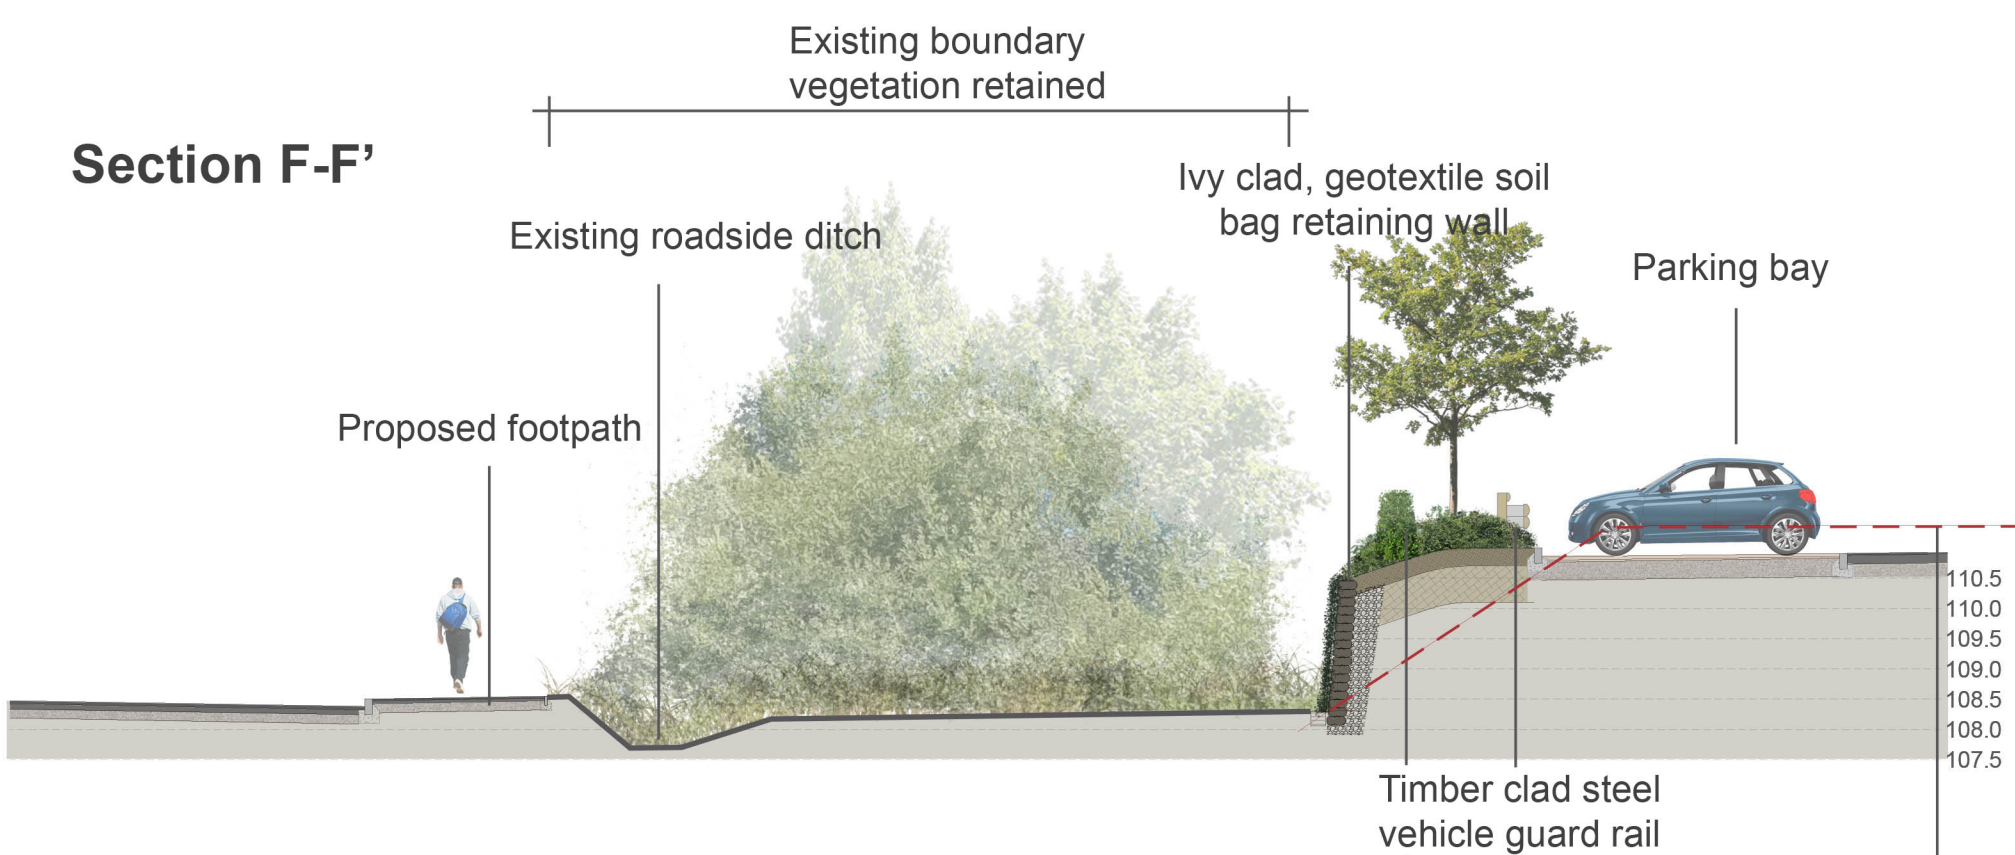 Existing boundary
vegetation retained
Section F-F’
Ivy clad, geotextile soil
bag retaining wall
Existing roadside ditch
Parking bay
Proposed footpath
110.5
110.0
109.5
109.0
108.5
108.0
107.5
Timber clad steel
vehicle guard rail